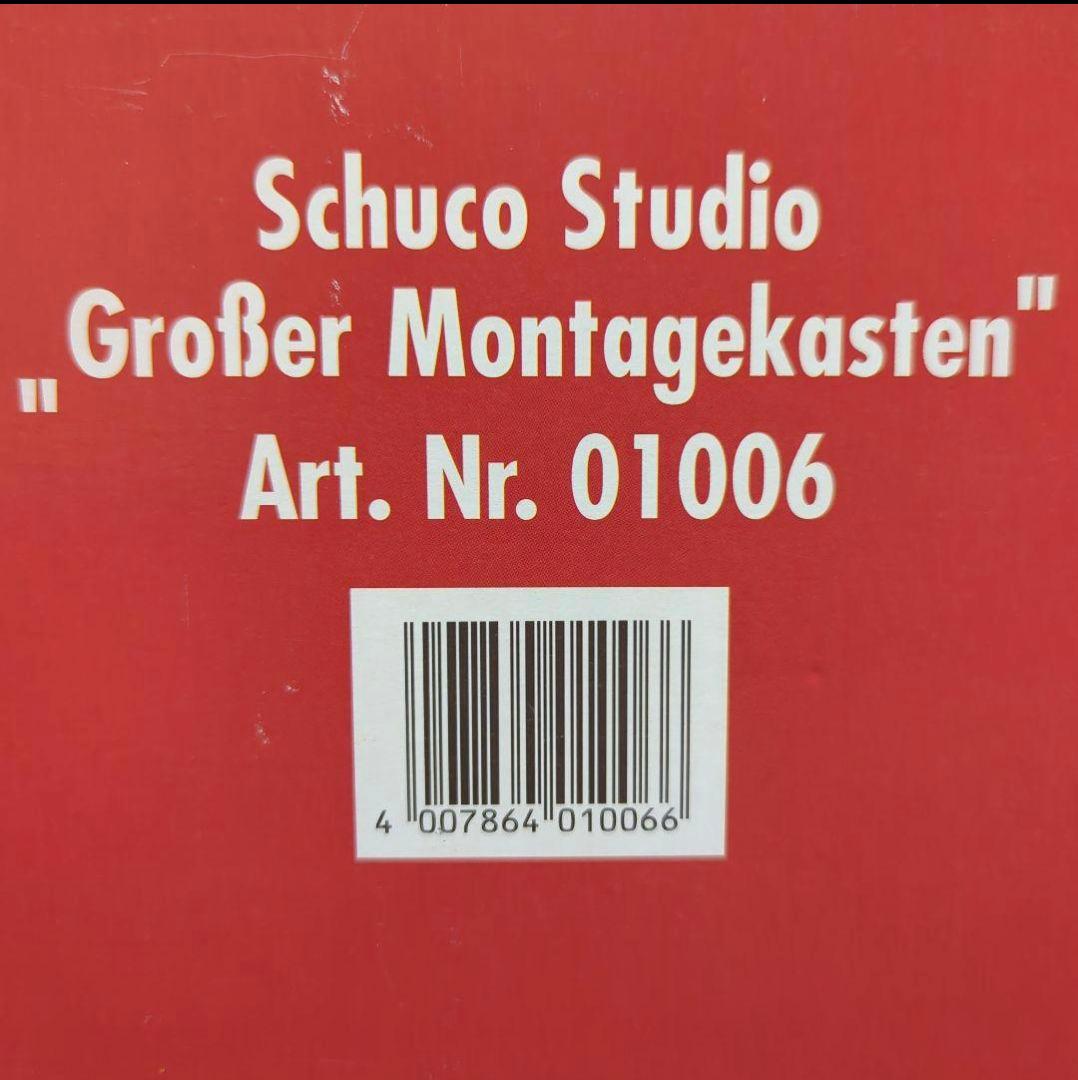 Schuco Studio
"Großer Montagekasten"
Art. Nr. 01006
4 007864 010066